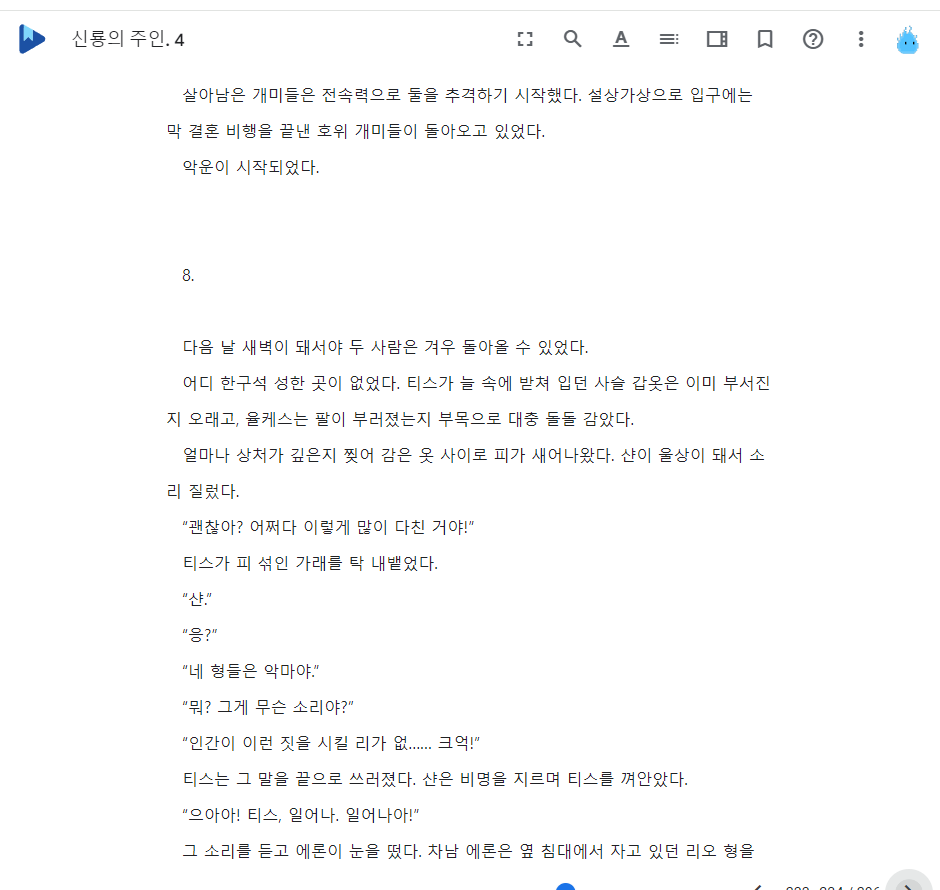 신룡의 주인. 4
살아남은 개미들은 전속력으로 둘을 추격하기 시작했다. 설상가상으로 입구에는
막 결혼 비행을 끝낸 호위 개미들이 돌아오고 있었다.
악운이 시작되었다.
8.
다음 날 새벽이 돼서야 두 사람은 겨우 돌아올 수 있었다.
어디 한구석 성한 곳이 없었다. 티스가 늘 속에 받쳐 입던 사슬 갑옷은 이미 부서진
지 오래고, 율케스는 팔이 부러졌는지 부목으로 대충 돌돌 감았다.
얼마나 상처가 깊은지 찢어 감은 옷 사이로 피가 새어나왔다. 샨이 울상이 돼서 소
리 질렀다.
“괜찮아? 어쩌다 이렇게 많이 다친 거야!”
티스가 피 섞인 가래를 탁 내뱉었다.
“샨.”
“응?”
“네 형들은 악마야.”
“뭐? 그게 무슨 소리야?”
“인간이 이런 짓을 시킬 리가 없…… 크억!”
티스는 그 말을 끝으로 쓰러졌다. 샨은 비명을 지르며 티스를 껴안았다.
“으아아! 티스, 일어나. 일어나아!”
그 소리를 듣고 에론이 눈을 떴다. 차남 에론은 옆 침대에서 자고 있던 리오 형을